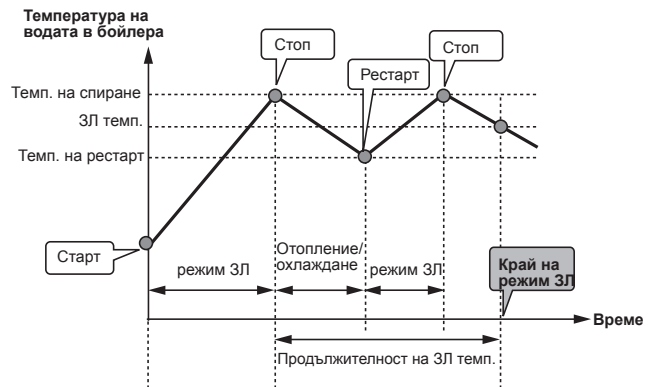 Температура на
водата в бойлера
Стоп
Стоп
Рестарт
Темп. на спиране
ЗЛ темп.
Темп. на рестарт
Старт
режим ЗЛ
Отопление/
охлаждане
режим ЗЛ
Край на
режим ЗЛ
Време
Продължителност на ЗЛ темп.